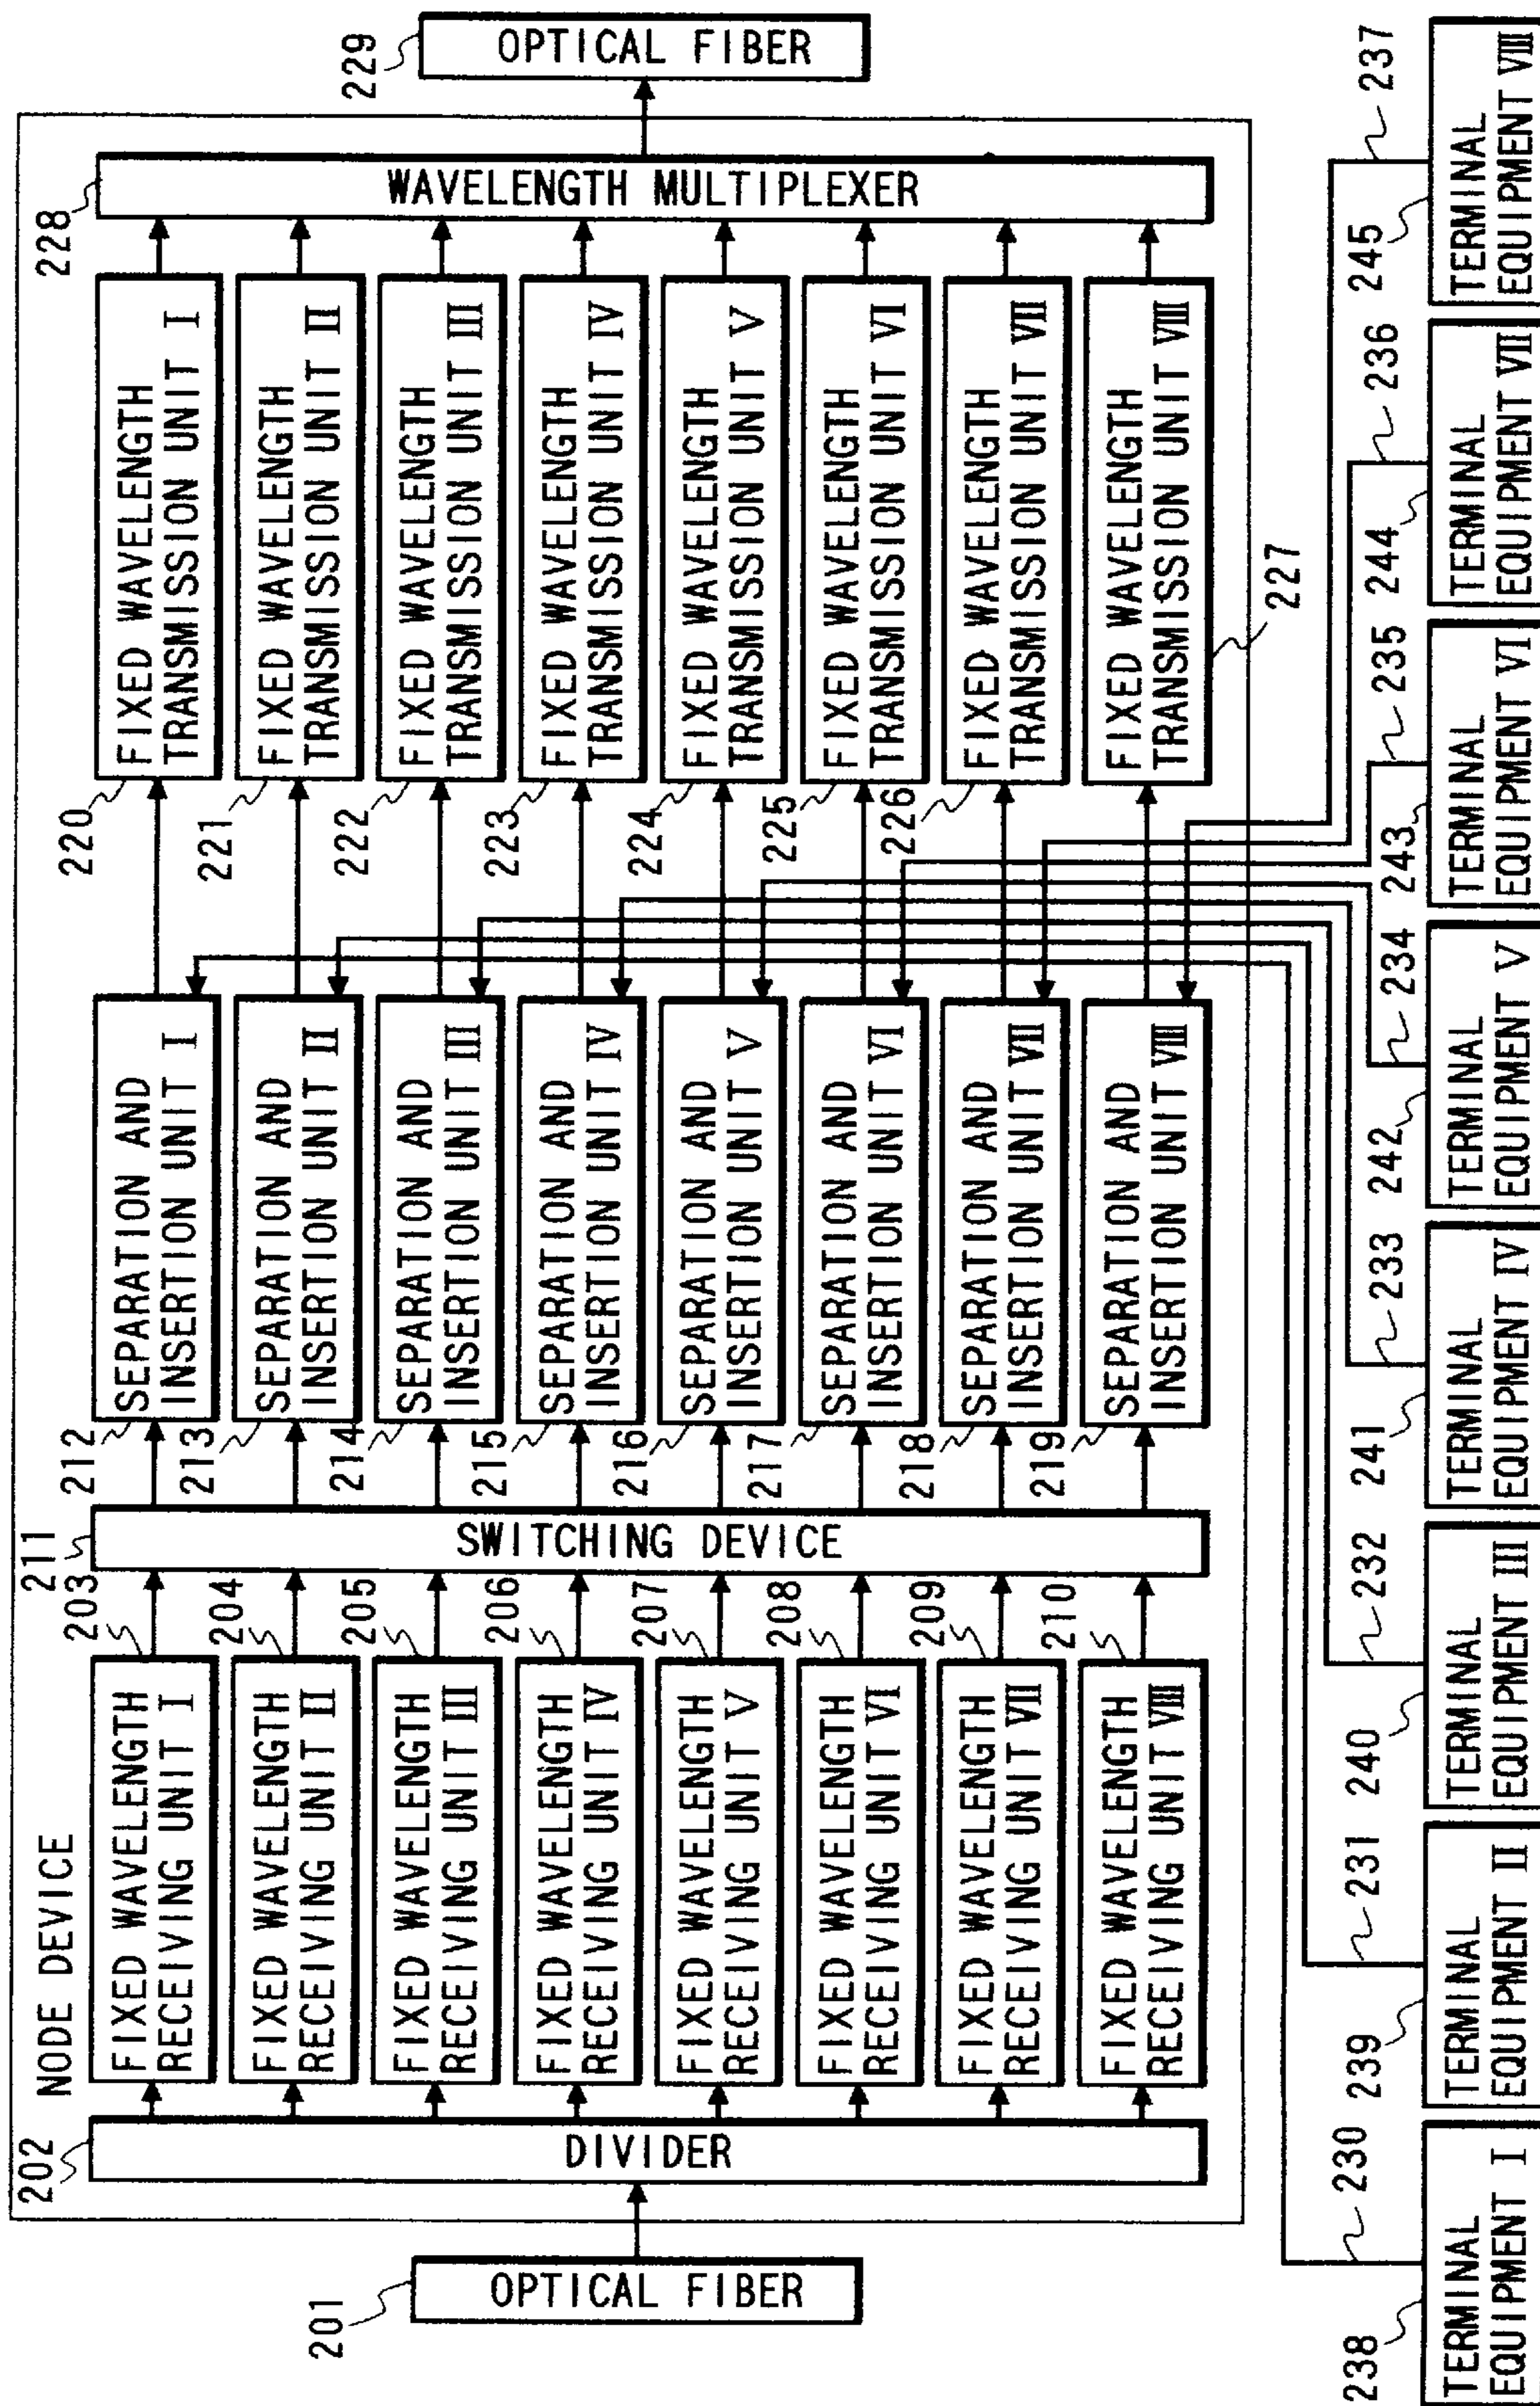 NODE DEVICE
201
OPTICAL FIBER
202
DIVIDER
FIXED WAVELENGTH
RECEIVING UNIT I
203
FIXED WAVELENGTH
RECEIVING UNIT II
204
FIXED WAVELENGTH
RECEIVING UNIT III
205
FIXED WAVELENGTH
RECEIVING UNIT IV
206
FIXED WAVELENGTH
RECEIVING UNIT V
207
FIXED WAVELENGTH
RECEIVING UNIT VI
208
FIXED WAVELENGTH
RECEIVING UNIT VII
209
FIXED WAVELENGTH
RECEIVING UNIT VIII
210
211
SWITCHING DEVICE
212
SEPARATION AND
INSERTION UNIT I
213
SEPARATION AND
INSERTION UNIT II
214
SEPARATION AND
INSERTION UNIT III
215
SEPARATION AND
INSERTION UNIT IV
216
SEPARATION AND
INSERTION UNIT V
217
SEPARATION AND
INSERTION UNIT VI
218
SEPARATION AND
INSERTION UNIT VII
219
SEPARATION AND
INSERTION UNIT VIII
220
FIXED WAVELENGTH
TRANSMISSION UNIT I
221
FIXED WAVELENGTH
TRANSMISSION UNIT II
222
FIXED WAVELENGTH
TRANSMISSION UNIT III
223
FIXED WAVELENGTH
TRANSMISSION UNIT IV
224
FIXED WAVELENGTH
TRANSMISSION UNIT V
225
FIXED WAVELENGTH
TRANSMISSION UNIT VI
226
FIXED WAVELENGTH
TRANSMISSION UNIT VII
FIXED WAVELENGTH
TRANSMISSION UNIT VIII
227
228
WAVELENGTH MULTIPLEXER
229
OPTICAL FIBER
238
TERMINAL
EQUIPMENT I
230
239
TERMINAL
EQUIPMENT II
231
240
TERMINAL
EQUIPMENT III
232
241
TERMINAL
EQUIPMENT IV
233
242
TERMINAL
EQUIPMENT V
234
243
TERMINAL
EQUIPMENT VI
235
244
TERMINAL
EQUIPMENT VII
236
245
TERMINAL
EQUIPMENT VIII
237